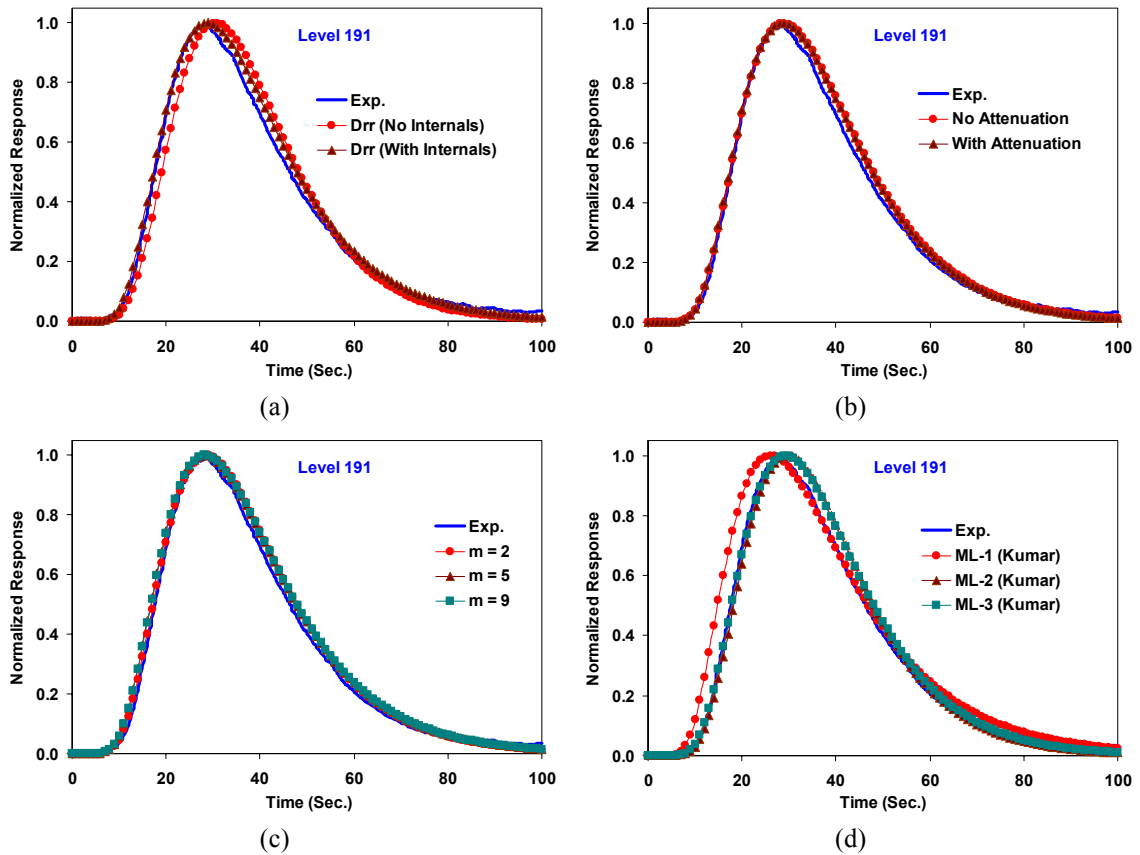 Level 191
Normalized Response
1.0
0.8
0.6
0.4
0.2
0.0
Exp.
Drr (No Internals)
Drr (With Internals)
0 20 40 60 80 100
Time (Sec.)
(a)
Level 191
Normalized Response
1.0
0.8
0.6
0.4
0.2
0.0
Exp.
No Attenuation
With Attenuation
0 20 40 60 80 100
Time (Sec.)
(b)
Level 191
Normalized Response
1.0
0.8
0.6
0.4
0.2
0.0
Exp.
m = 2
m = 5
m = 9
0 20 40 60 80 100
Time (Sec.)
(c)
Level 191
Normalized Response
1.0
0.8
0.6
0.4
0.2
0.0
Exp.
ML-1 (Kumar)
ML-2 (Kumar)
ML-3 (Kumar)
0 20 40 60 80 100
Time (Sec.)
(d)